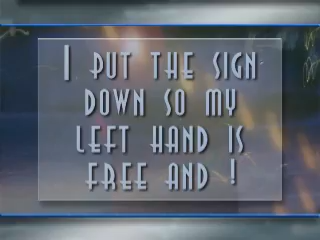 I PUT THE SIGN
DOWN SO MY
LEFT HAND IS
FREE AND !